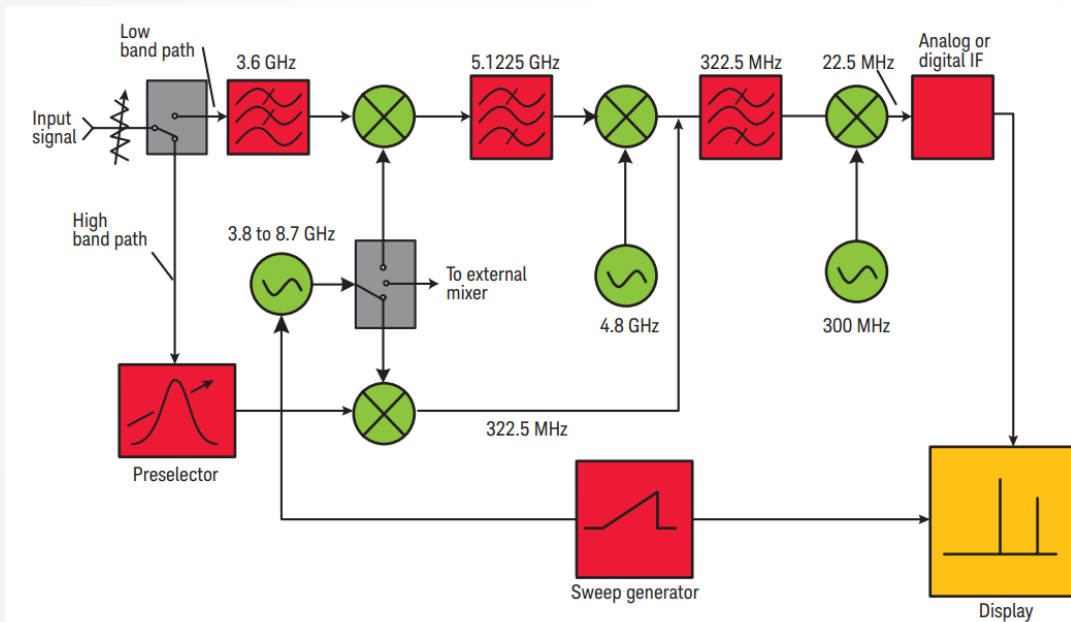 Low
band path
3.6 GHz
5.1225 GHz
322.5 MHz
22.5 MHz
Analog or
digital IF
Input
signal
High
band path
3.8 to 8.7 GHz
To external
mixer
4.8 GHz
300 MHz
322.5 MHz
Preselector
Sweep generator
Display